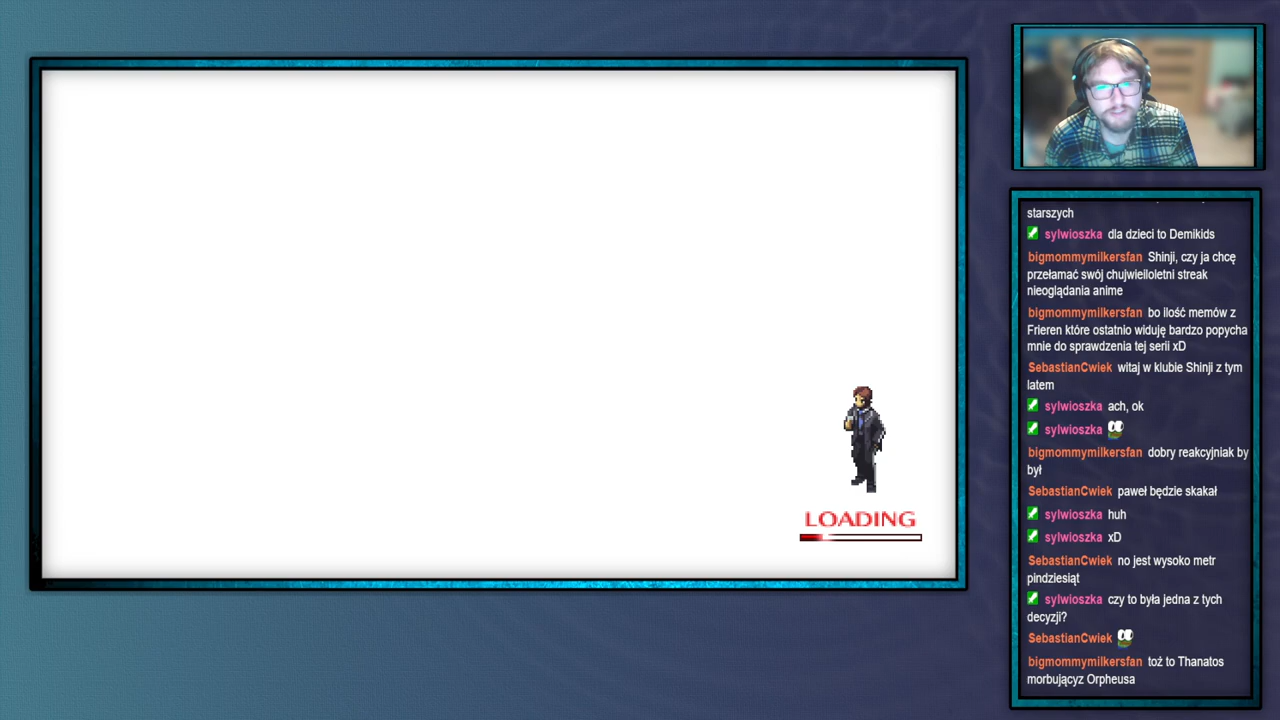 LOADING
starszych
sylwioszka dla dzieci to Demikids
bigmommymilkersfan Shinji, czy ja chcę
przełamać swój chujwieiloletni streak
nieoglądania anime
bigmommymilkersfan bo ilość memów z
Frieren które ostatnio widuję bardzo popycha
mnie do sprawdzenia tej serii xD
SebastianCwiek witaj w klubie Shinji z tym
latem
sylwioszka ach, ok
sylwioszka
bigmommymilkersfan dobry reakcyjniak by
był
SebastianCwiek paweł będzie skakał
sylwioszka huh
sylwioszka xD
SebastianCwiek no jest wysoko metr
pindziesiąt
sylwioszka czy to była jedna z tych
decyzji?
SebastianCwiek
bigmommymilkersfan toż to Thanatos
morbującyz Orpheusa